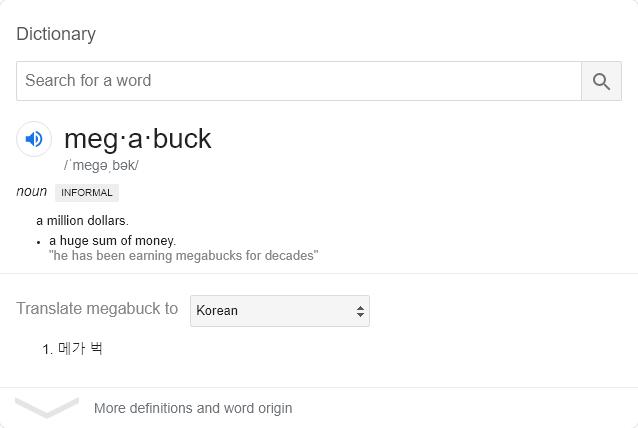 Dictionary
Search for a word
meg·a·buck
/ˈmeɡəˌbək/
noun INFORMAL
a million dollars.
• a huge sum of money.
"he has been earning megabucks for decades"
Translate megabuck to Korean
1. 메가 벅
More definitions and word origin